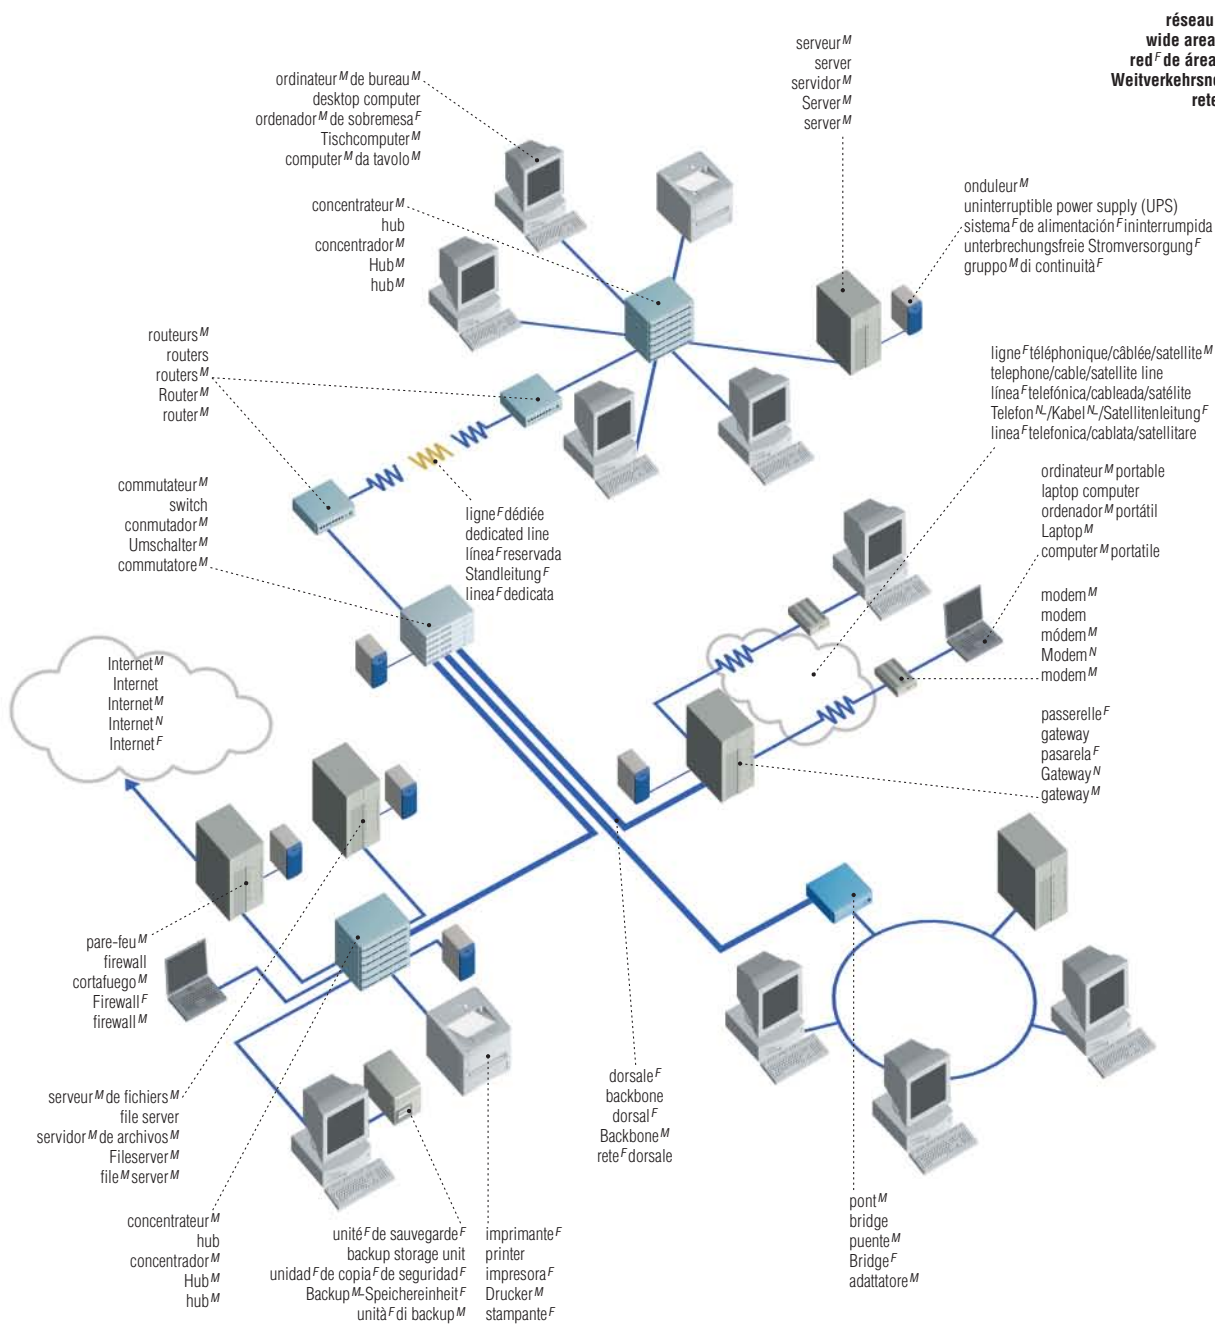 réseau
wide area
red F de área
Weitverkehrsne
rete
serveur M
server
servidor M
Server M
server M
ordinateur M de bureau M
desktop computer
ordenador M de sobremesa F
Tischcomputer M
computer M da tavolo M
concentrateur M
hub
concentrador M
Hub M
hub M
onduleur M
uninterruptible power supply (UPS)
sistema F de alimentación F ininterrumpida
unterbrechungsfreie Stromversorgung F
gruppo M di continuità F
routeurs M
routers
routers M
Router M
router M
ligne F téléphonique/câblée/satellite M
telephone/cable/satellite line
línea F telefónica/cableada/satélite
Telefon N-/Kabel N-/Satellitenleitung F
linea F telefonica/cablata/satellitare
commutateur M
switch
conmutador M
Umschalter M
commutatore M
ligne F dédiée
dedicated line
línea F reservada
Standleitung F
linea F dedicata
ordinateur M portable
laptop computer
ordenador M portátil
Laptop M
computer M portatile
modem M
modem
módem M
Modem N
modem M
Internet M
Internet
Internet M
Internet N
Internet F
passerelle F
gateway
pasarela F
Gateway N
gateway M
pare-feu M
firewall
cortafuego M
Firewall F
firewall M
serveur M de fichiers M
file server
servidor M de archivos M
Fileserver M
file M server M
dorsale F
backbone
dorsal F
Backbone M
rete F dorsale
concentrateur M
hub
concentrador M
Hub M
hub M
unité F de sauvegarde F
backup storage unit
unidad F de copia F de seguridad F
Backup M-Speichereinheit F
unità F di backup M
imprimante F
printer
impresora F
Drucker M
stampante F
pont M
bridge
puente M
Bridge F
adattatore M